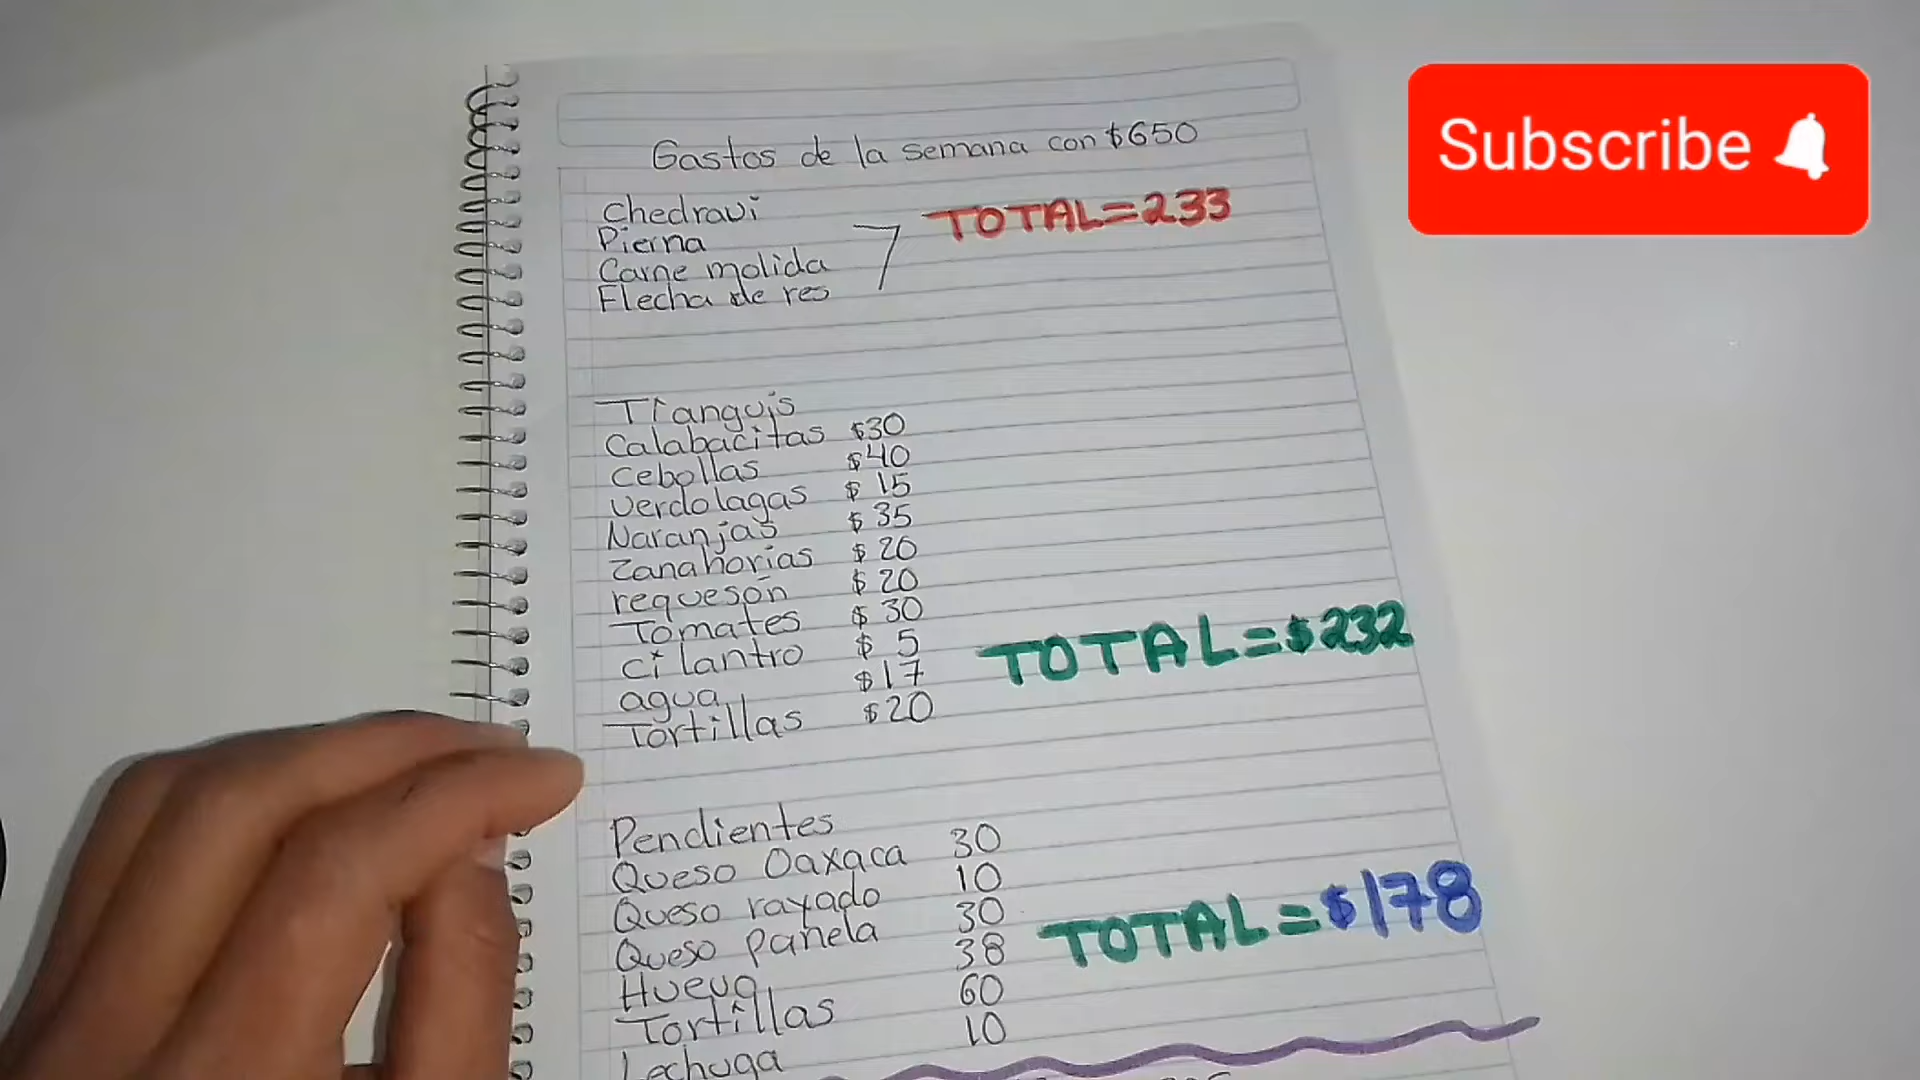 Gastos de la semana con $650
Subscribe
Chedraui
Pierna
Carne molida
Flecha de res
TOTAL=233
Tianguis
Calabacitas $30
Cebollas $40
Verdolagas $15
Naranjas $35
Zanahorias $20
requesón $20
Tomates $30
cilantro $5
agua $17
Tortillas $20
TOTAL=$232
Pendientes
Queso Oaxaca 30
Queso rayado 10
Queso panela 30
Huevo 38
Tortillas 60
Lechuga 10
TOTAL=$178